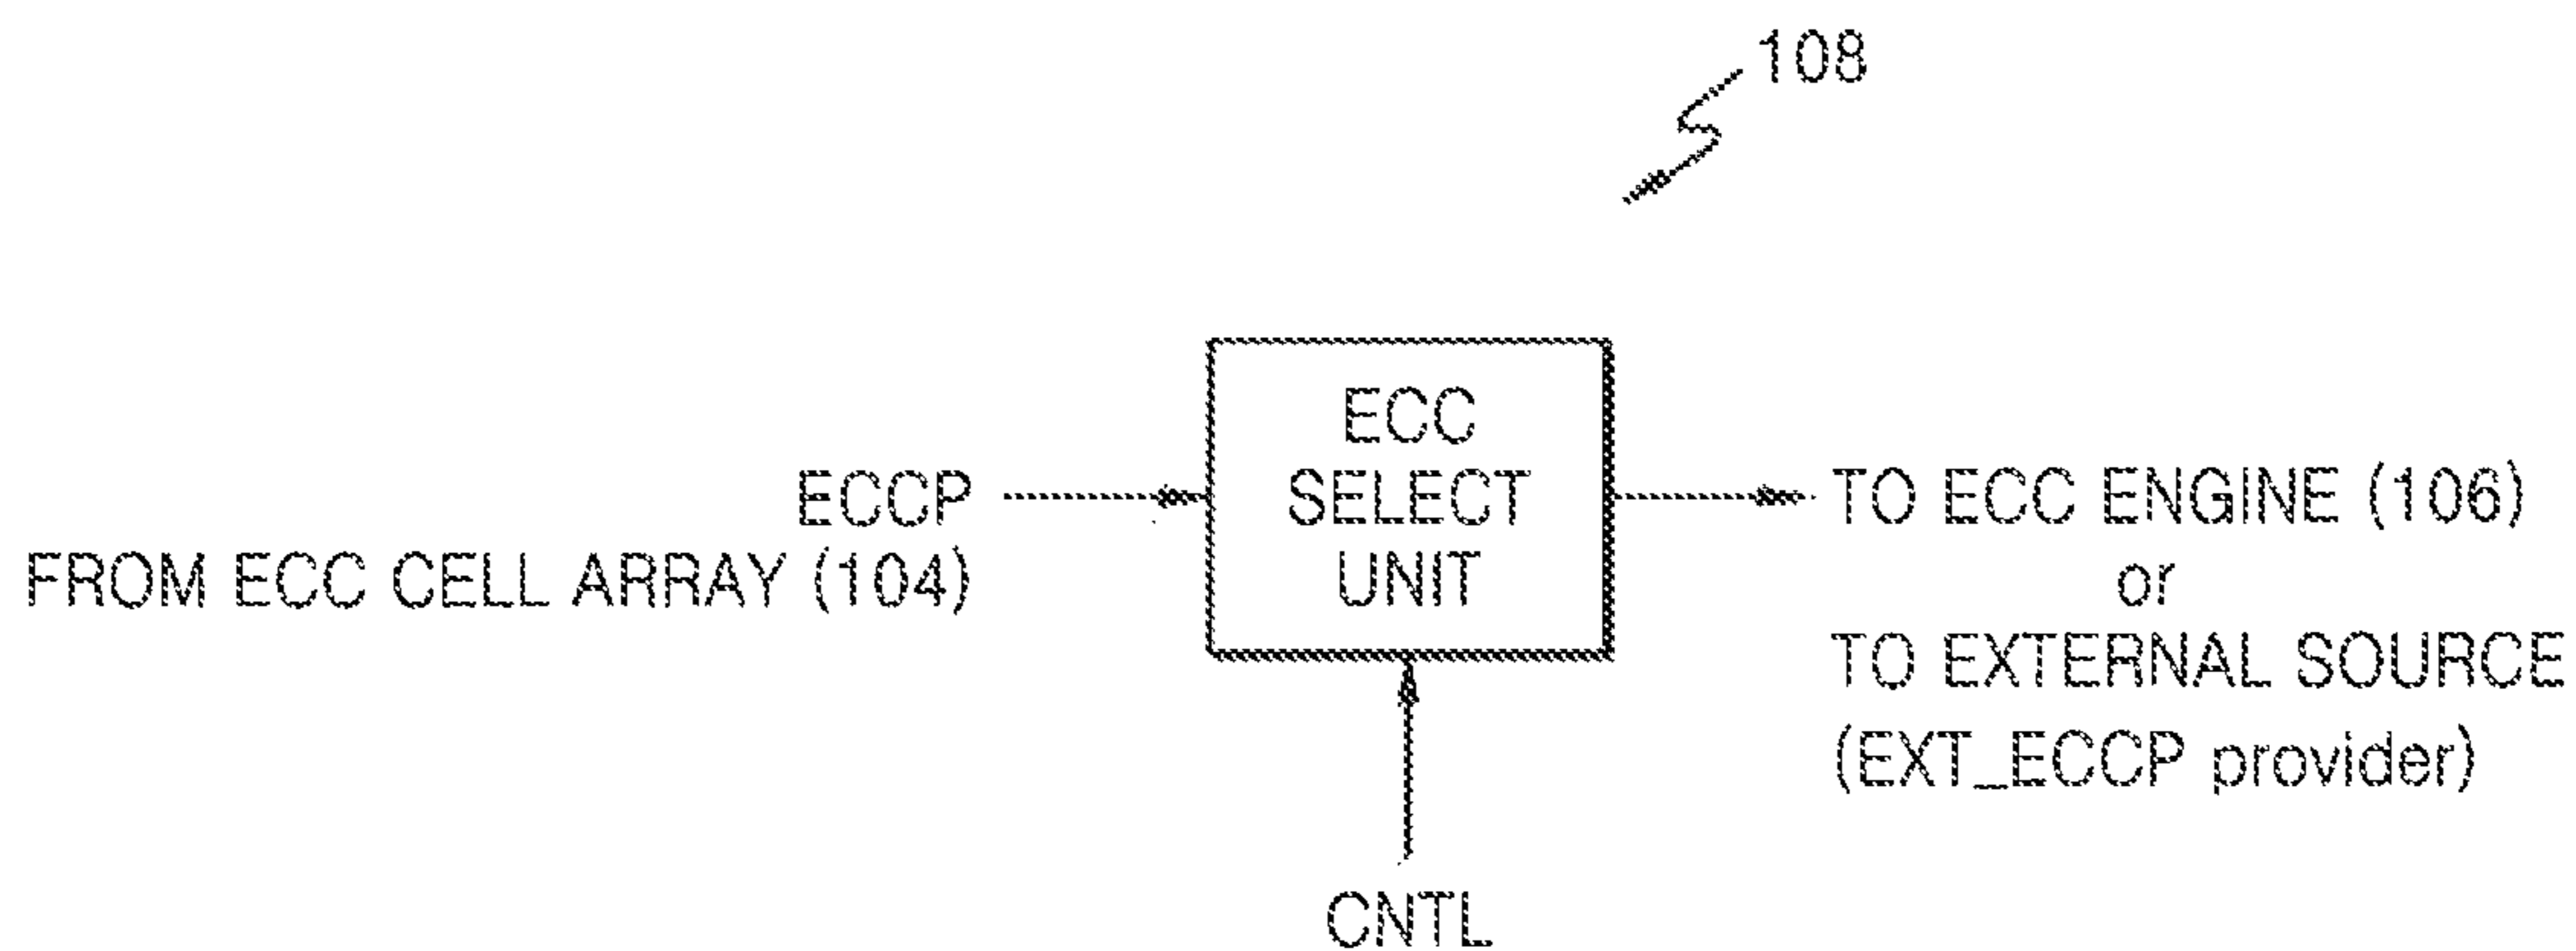 108
ECC
SELECT
UNIT
ECCP
FROM ECC CELL ARRAY (104)
TO ECC ENGINE (106)
or
TO EXTERNAL SOURCE
(EXT_ECCP provider)
CNTL